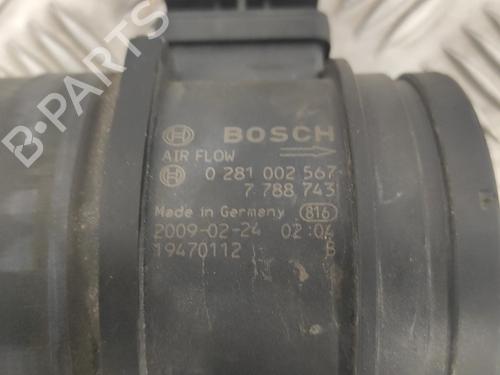 BOSCH
AIR FLOW
0 281 002 567
7 788 743
Made in Germany 816
2009-02-24 02:04
19470112 B
B-PARTS